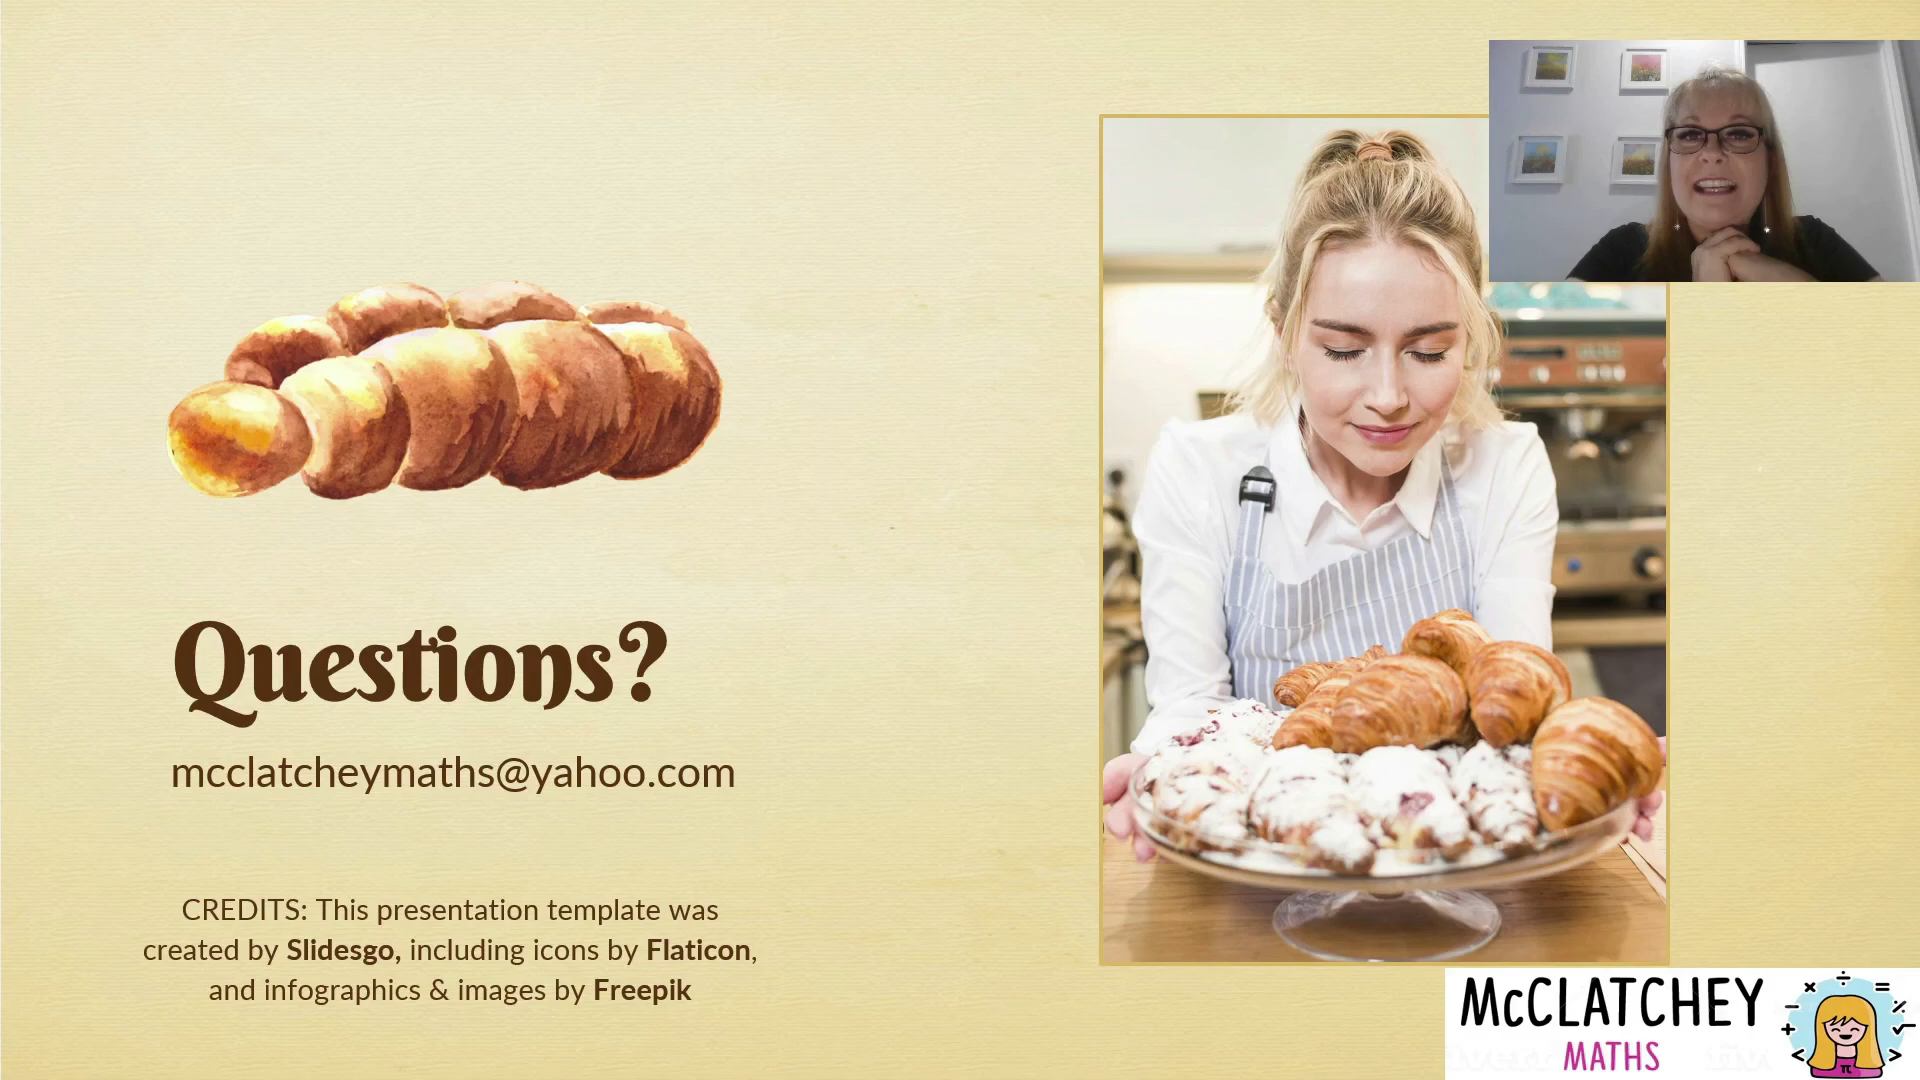 Questions?
mcclatcheymaths@yahoo.com
CREDITS: This presentation template was
created by Slidesgo, including icons by Flaticon,
and infographics & images by Freepik
McCLATCHEY
MATHS